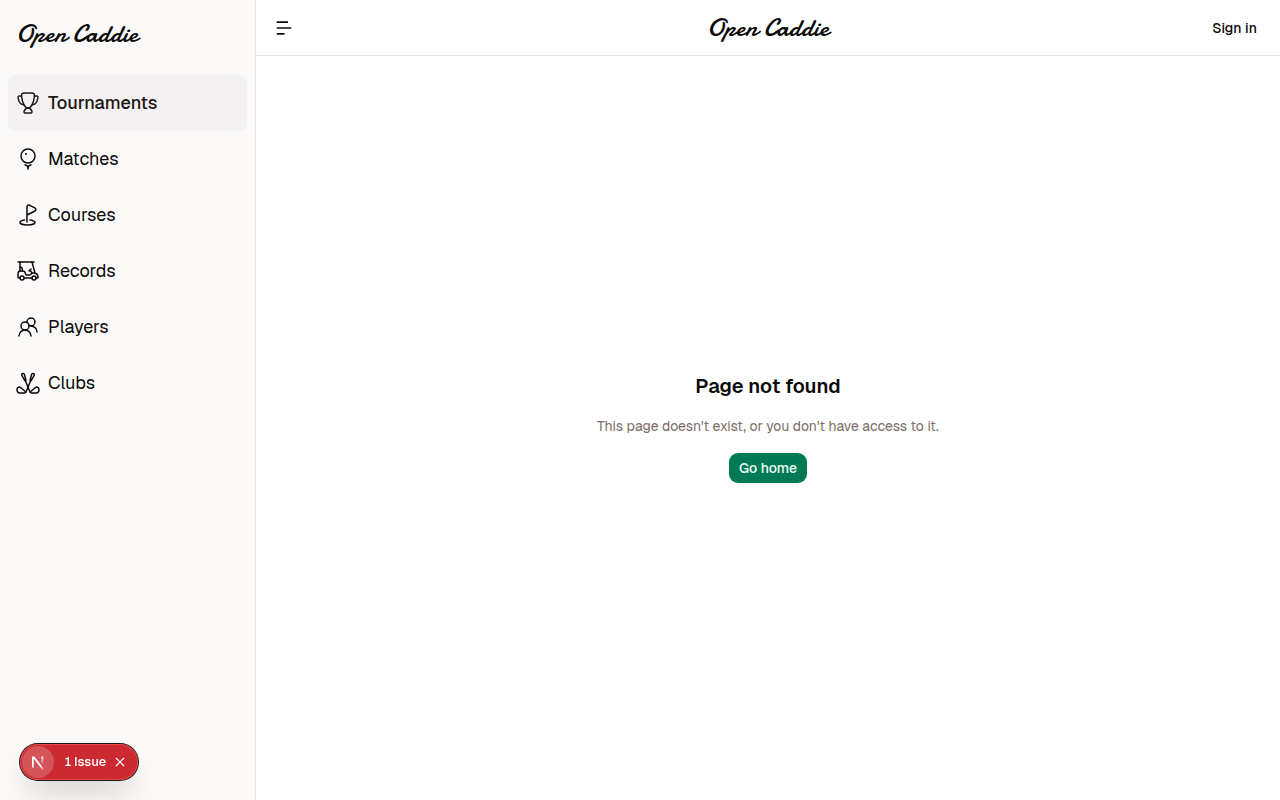 Open Caddie
Tournaments
Matches
Courses
Records
Players
Clubs
1 Issue
Open Caddie
Sign in
Page not found
This page doesn't exist, or you don't have access to it.
Go home